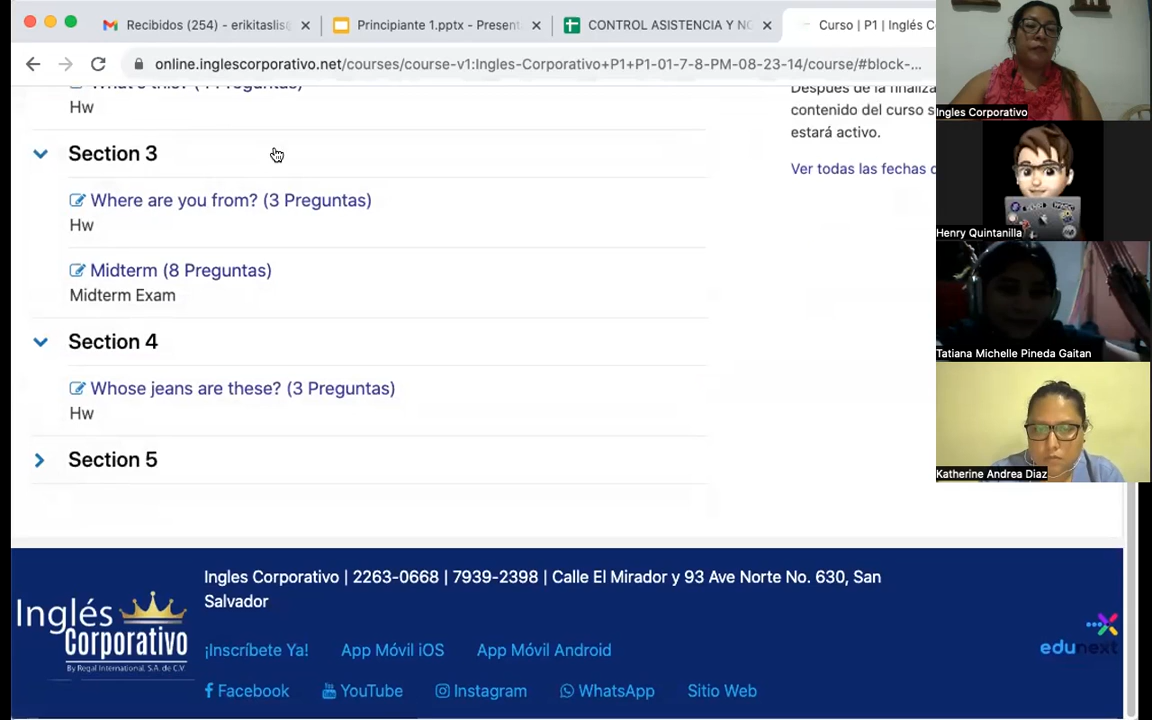 Recibidos (254) - erikitaslis@
Principiante 1.pptx - Present
CONTROL ASISTENCIA Y NO
Curso | P1 | Inglés C
online.inglescorporativo.net/courses/course-v1:Ingles-Corporativo+P1+P1-01-7-8-PM-08-23-14/course/#block-...
What's this? (
Preguntas)
Hw
Section 3
Where are you from? (3 Preguntas)
Hw
Midterm (8 Preguntas)
Midterm Exam
Section 4
Whose jeans are these? (3 Preguntas)
Hw
Section 5
Después de la finaliza
contenido del curso s
estará activo.
Ver todas las fechas
Ingles Corporativo
Henry Quintanilla
Tatiana Michelle Pineda Gaitan
Katherine Andrea Diaz
Inglés
Corporativo
By Regal International, S.A. de C.V.
Ingles Corporativo | 2263-0668 | 7939-2398 | Calle El Mirador y 93 Ave Norte No. 630, San
Salvador
¡Inscríbete Ya! App Móvil iOS App Móvil Android
Facebook YouTube Instagram WhatsApp Sitio Web
edunext